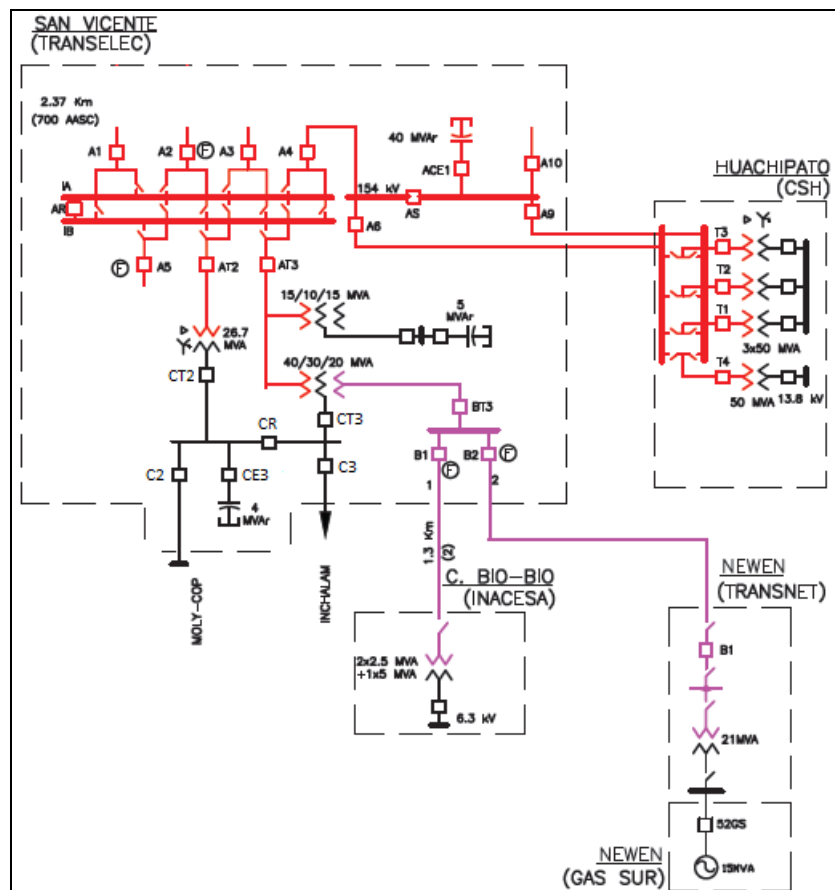 SAN VICENTE
(TRANSELEC)
2.37 Km
(700 AASC)
A1
A2
F
A3
A4
40 MVAr
ACE1
A10
HUACHIPATO
(CSH)
IA
154 kV
AR
AS
A9
IB
A6
T3
F
A5
AT2
AT3
T2
15/10/15 MVA
5
MVAr
T1
26.7
MVA
3x50 MVA
40/30/20 MVA
T4
CT2
50 MVA
13.8 kV
BT3
CR
CT3
B1
B2
F
F
C2
CE3
C3
1
2
4
MVAr
1.3 Km
(2)
MOLY-COP
INCHALAM
C. BIO-BIO
(INACESA)
NEWEN
(TRANSNET)
B1
2x2.5 MVA
+1x5 MVA
6.3 kV
21MVA
52GS
NEWEN
(GAS SUR)
15MVA